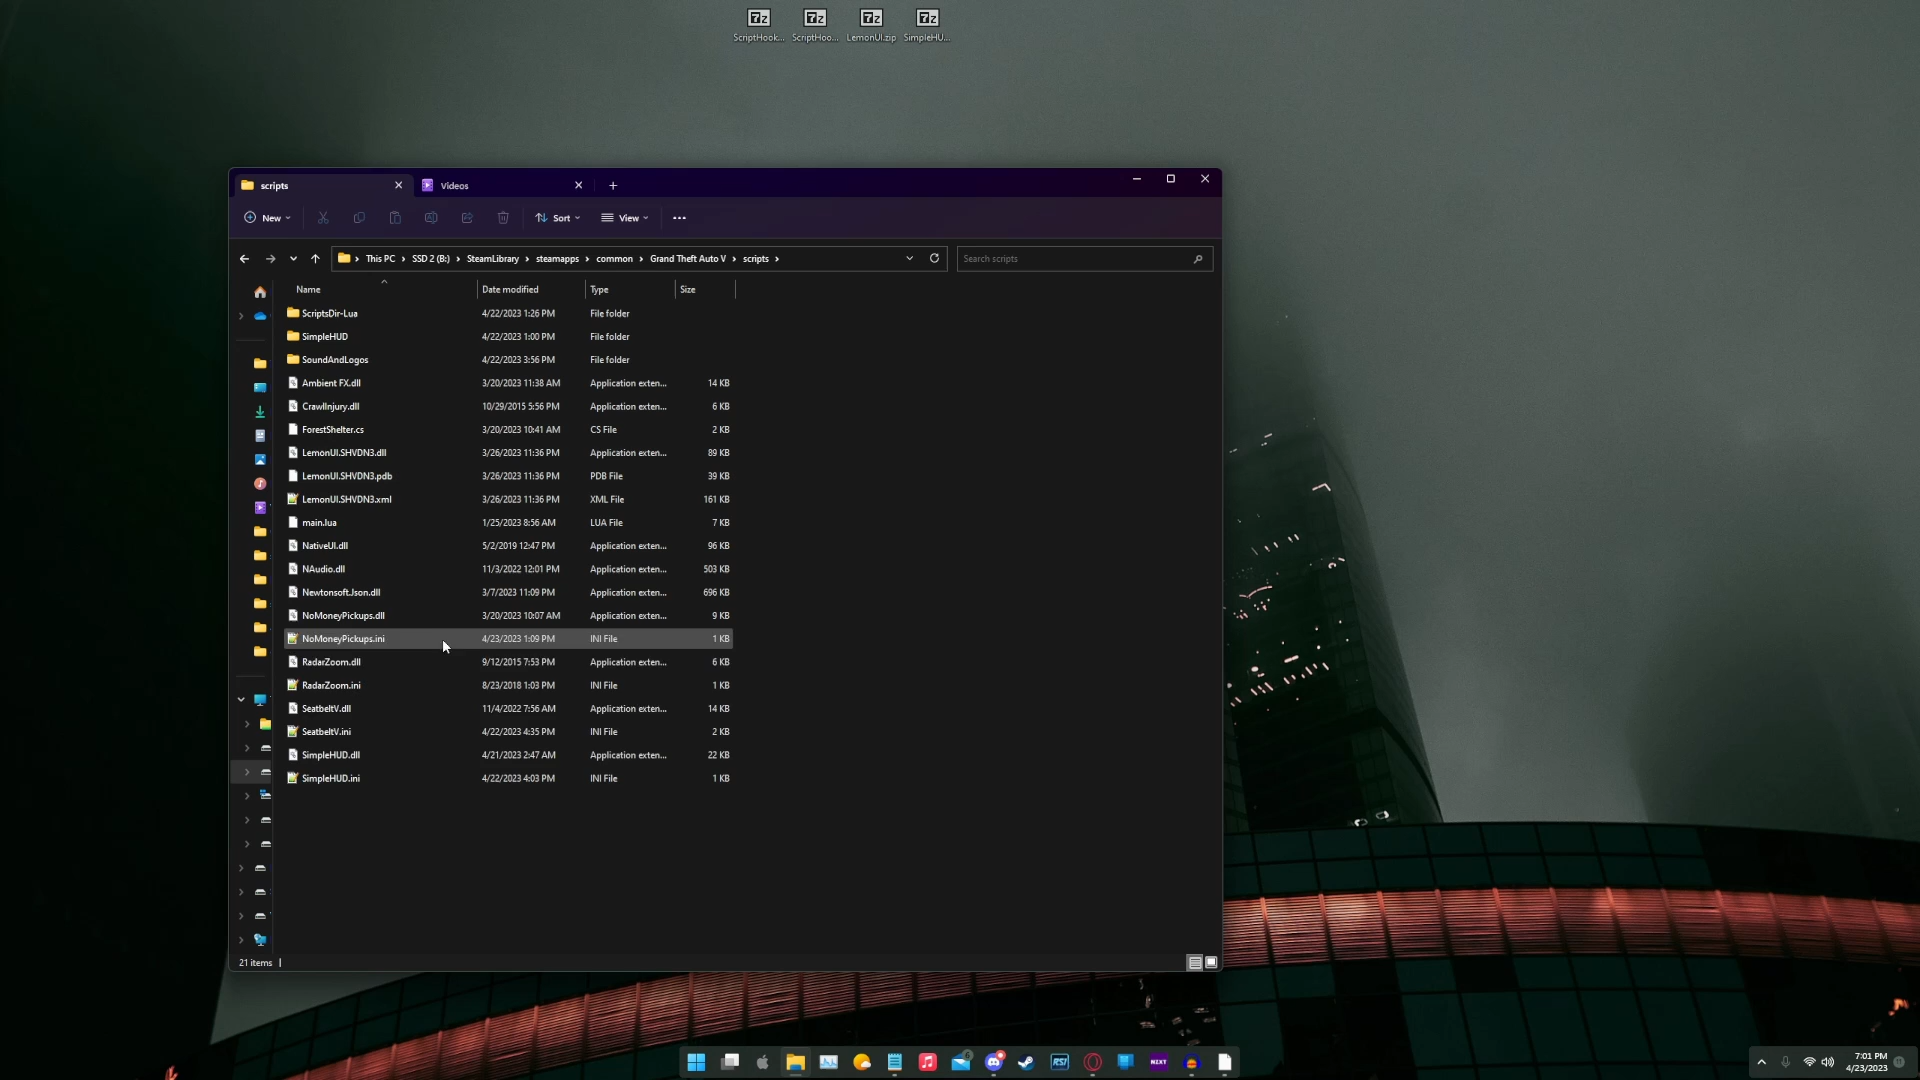 ScriptHook...
ScriptHoo...
LemonUI.zip
SimpleHU...
scripts
Videos
New
Sort
View
This PC
SSD 2 (B:)
SteamLibrary
steamapps
common
Grand Theft Auto V
scripts
Search scripts
Name Date modified Type Size
ScriptsDir-Lua 4/22/2023 1:26 PM File folder
SimpleHUD 4/22/2023 1:00 PM File folder
SoundAndLogos 4/22/2023 3:56 PM File folder
Ambient FX.dll 3/20/2023 11:38 AM Application exten... 14 KB
CrawlInjury.dll 10/29/2015 5:56 PM Application exten... 6 KB
ForestShelter.cs 3/20/2023 10:41 AM CS File 2 KB
LemonUI.SHVDN3.dll 3/26/2023 11:36 PM Application exten... 89 KB
LemonUI.SHVDN3.pdb 3/26/2023 11:36 PM PDB File 39 KB
LemonUI.SHVDN3.xml 3/26/2023 11:36 PM XML File 161 KB
main.lua 1/25/2023 8:56 AM LUA File 7 KB
NativeUI.dll 5/2/2019 12:47 PM Application exten... 96 KB
NAudio.dll 11/3/2022 12:01 PM Application exten... 503 KB
Newtonsoft.Json.dll 3/7/2023 11:09 PM Application exten... 696 KB
NoMoneyPickups.dll 3/20/2023 10:07 AM Application exten... 9 KB
NoMoneyPickups.ini 4/23/2023 1:09 PM INI File 1 KB
RadarZoom.dll 9/12/2015 7:53 PM Application exten... 6 KB
RadarZoom.ini 8/23/2018 1:03 PM INI File 1 KB
SeatbeltV.dll 11/4/2022 7:56 AM Application exten... 14 KB
SeatbeltV.ini 4/22/2023 4:35 PM INI File 2 KB
SimpleHUD.dll 4/21/2023 2:47 AM Application exten... 22 KB
SimpleHUD.ini 4/22/2023 4:03 PM INI File 1 KB
21 items
RSI
NZXT
7:01 PM
4/23/2023